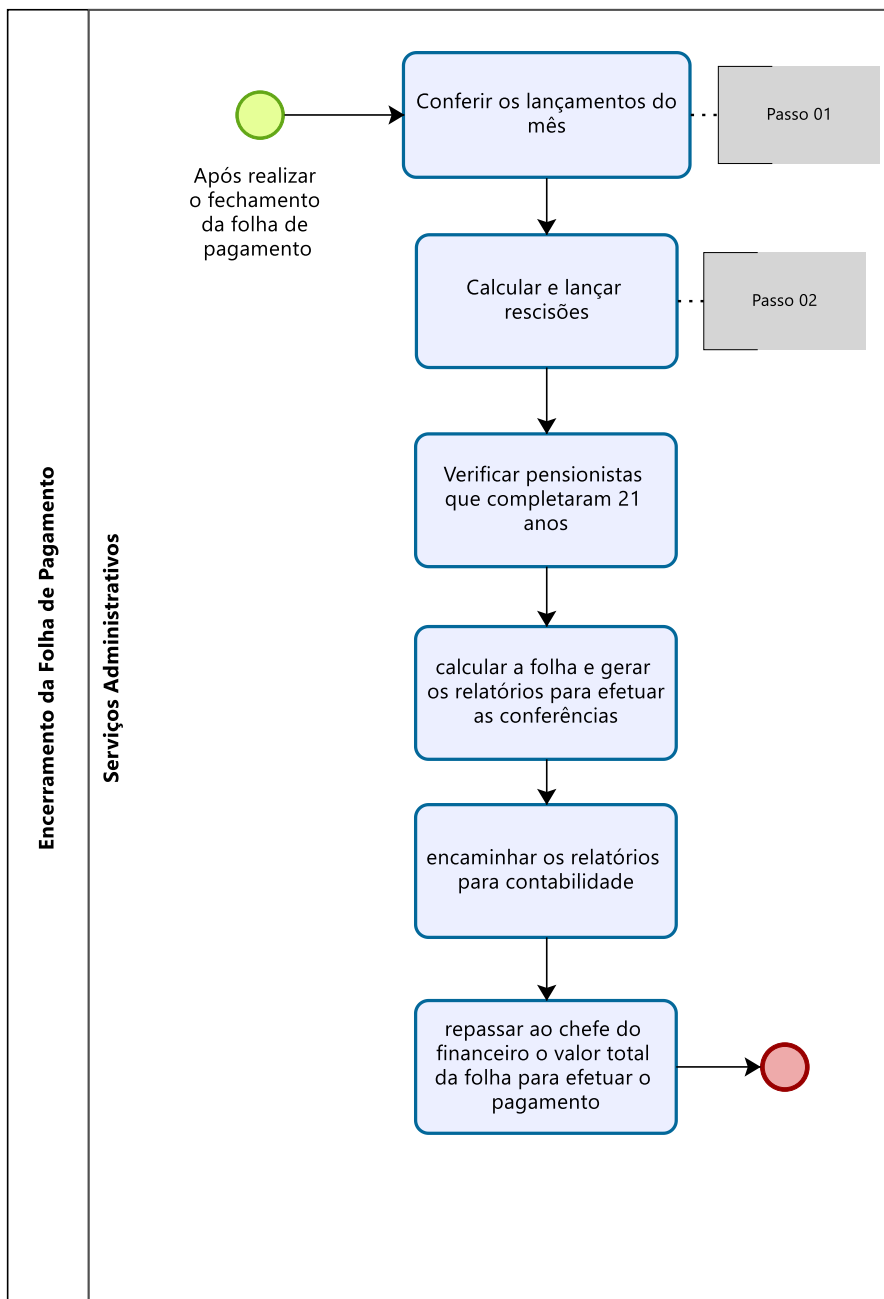 Encerramento da Folha de Pagamento
Serviços Administrativos
Após realizar
o fechamento
da folha de
pagamento
Conferir os lançamentos do
mês
Passo 01
Calcular e lançar
rescisões
Passo 02
Verificar pensionistas
que completaram 21
anos
calcular a folha e gerar
os relatórios para efetuar
as conferências
encaminhar os relatórios
para contabilidade
repassar ao chefe do
financeiro o valor total
da folha para efetuar o
pagamento